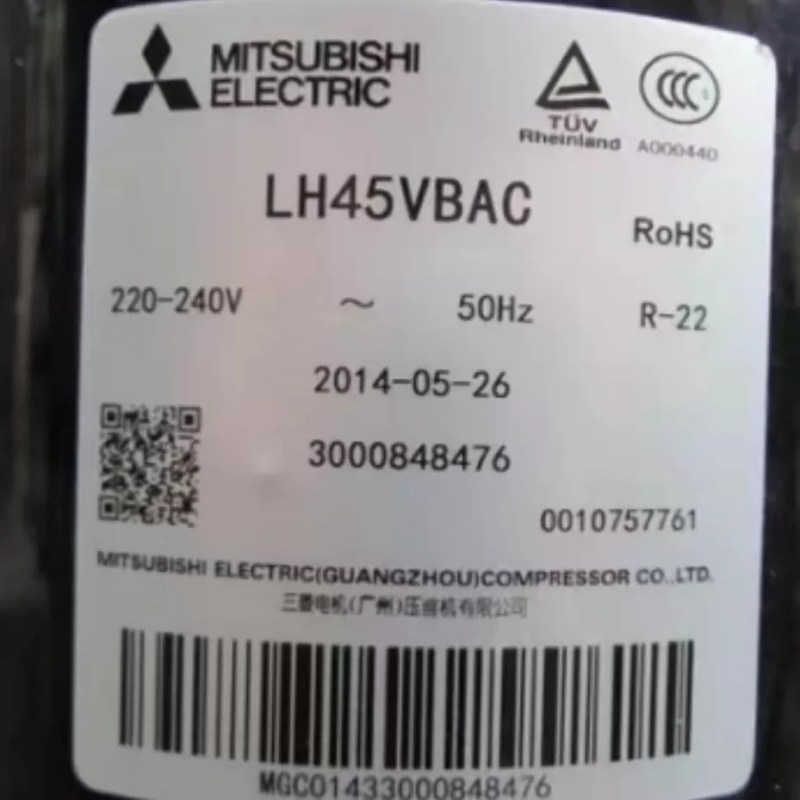 MITSUBISHI
ELECTRIC
TÜV
Rheinland
CCC S
A000440
LH45VBAC
RoHS
220-240V ~ 50Hz R-22
2014-05-26
3000848476
0010757761
MITSUBISHI ELECTRIC(GUANGZHOU)COMPRESSOR CO.,LTD.
三菱电机(广州)压缩机有限公司
MGC01433000848476